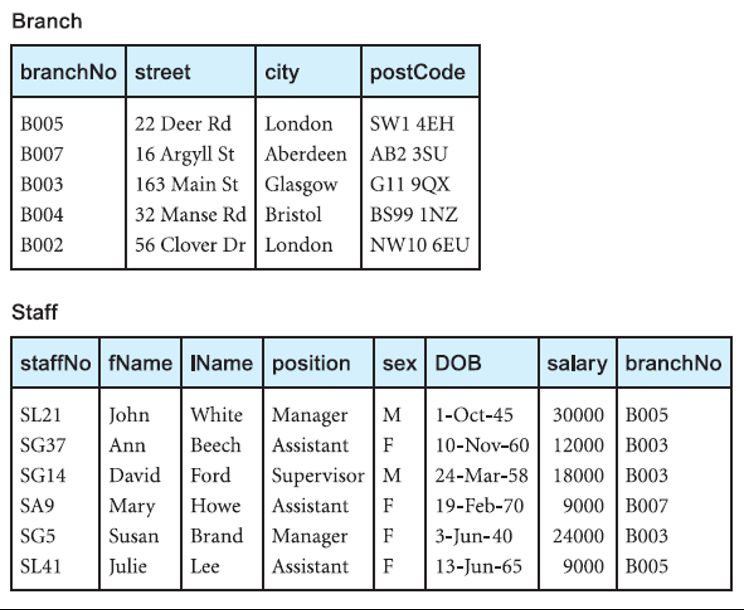 Branch
branchNo street city postCode
B005 22 Deer Rd London SW1 4EH
B007 16 Argyll St Aberdeen AB2 3SU
B003 163 Main St Glasgow G11 9QX
B004 32 Manse Rd Bristol BS99 1NZ
B002 56 Clover Dr London NW10 6EU
Staff
staffNo fName lName position sex DOB salary branchNo
SL21 John White Manager M 1-Oct-45 30000 B005
SG37 Ann Beech Assistant F 10-Nov-60 12000 B003
SG14 David Ford Supervisor M 24-Mar-58 18000 B003
SA9 Mary Howe Assistant F 19-Feb-70 9000 B007
SG5 Susan Brand Manager F 3-Jun-40 24000 B003
SL41 Julie Lee Assistant F 13-Jun-65 9000 B005